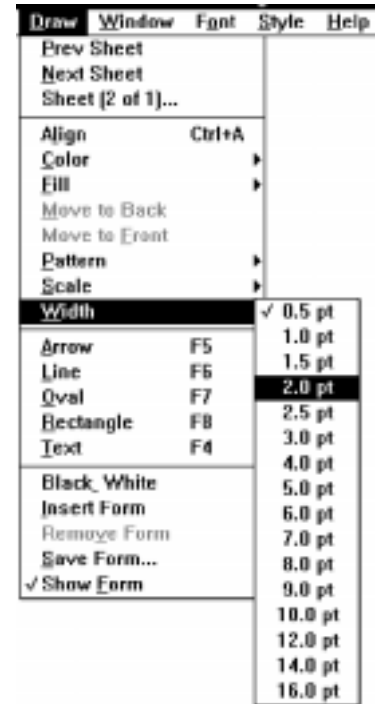 Draw Window Font Style Help
Prev Sheet
Next Sheet
Sheet (2 of 1)...
Align Ctrl+A
Color
Fill
Move to Back
Move to Front
Pattern
Scale
Width
Arrow F5
Line F6
Oval F7
Rectangle F8
Text F4
Black, White
Insert Form
Remove Form
Save Form...
✓ Show Form
✓ 0.5 pt
1.0 pt
1.5 pt
2.0 pt
2.5 pt
3.0 pt
4.0 pt
5.0 pt
6.0 pt
7.0 pt
8.0 pt
9.0 pt
10.0 pt
12.0 pt
14.0 pt
16.0 pt